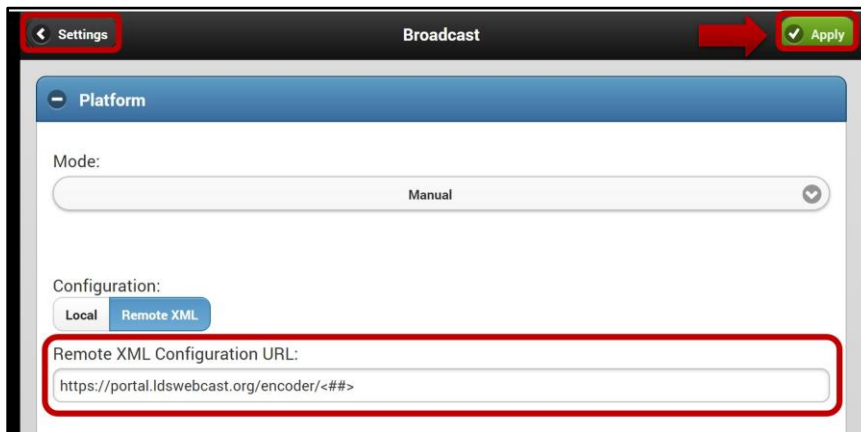 Settings Broadcast Apply
Platform
Mode:
Manual
Configuration:
Local Remote XML
Remote XML Configuration URL:
https://portal.ldswebcast.org/encoder/<##>